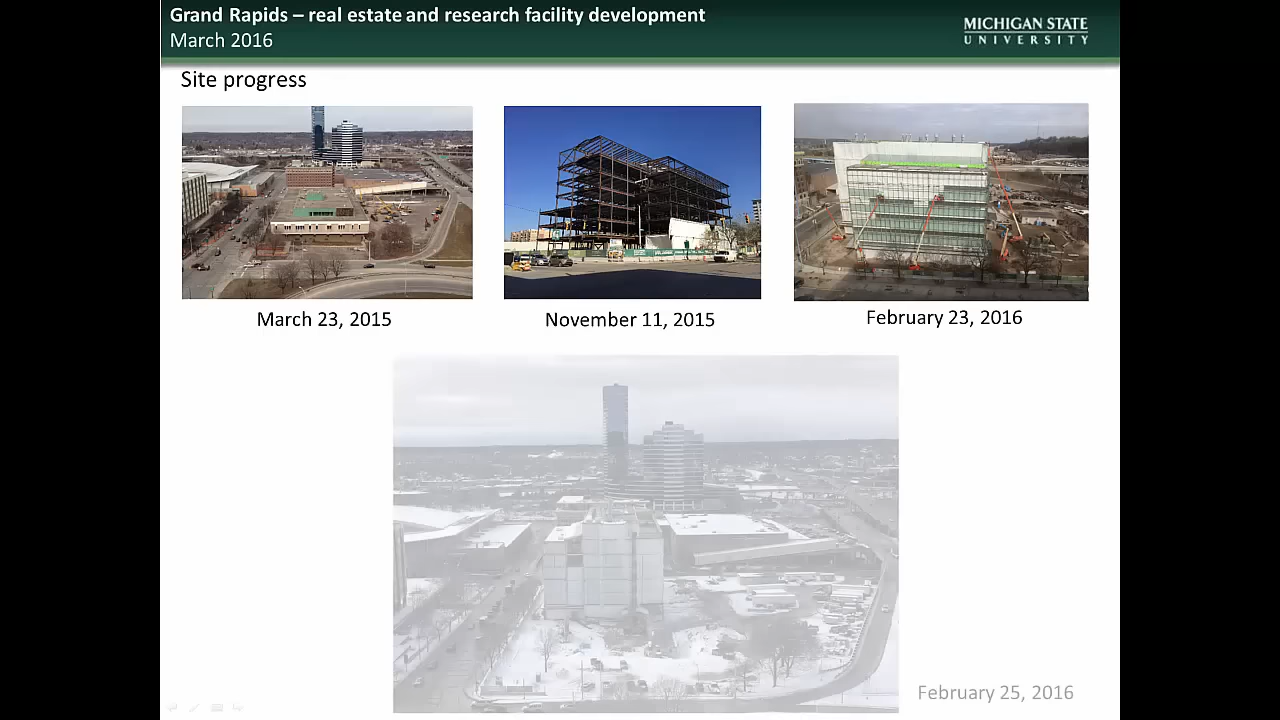 Grand Rapids – real estate and research facility development
March 2016
MICHIGAN STATE
UNIVERSITY
Site progress
March 23, 2015
November 11, 2015
February 23, 2016
February 25, 2016